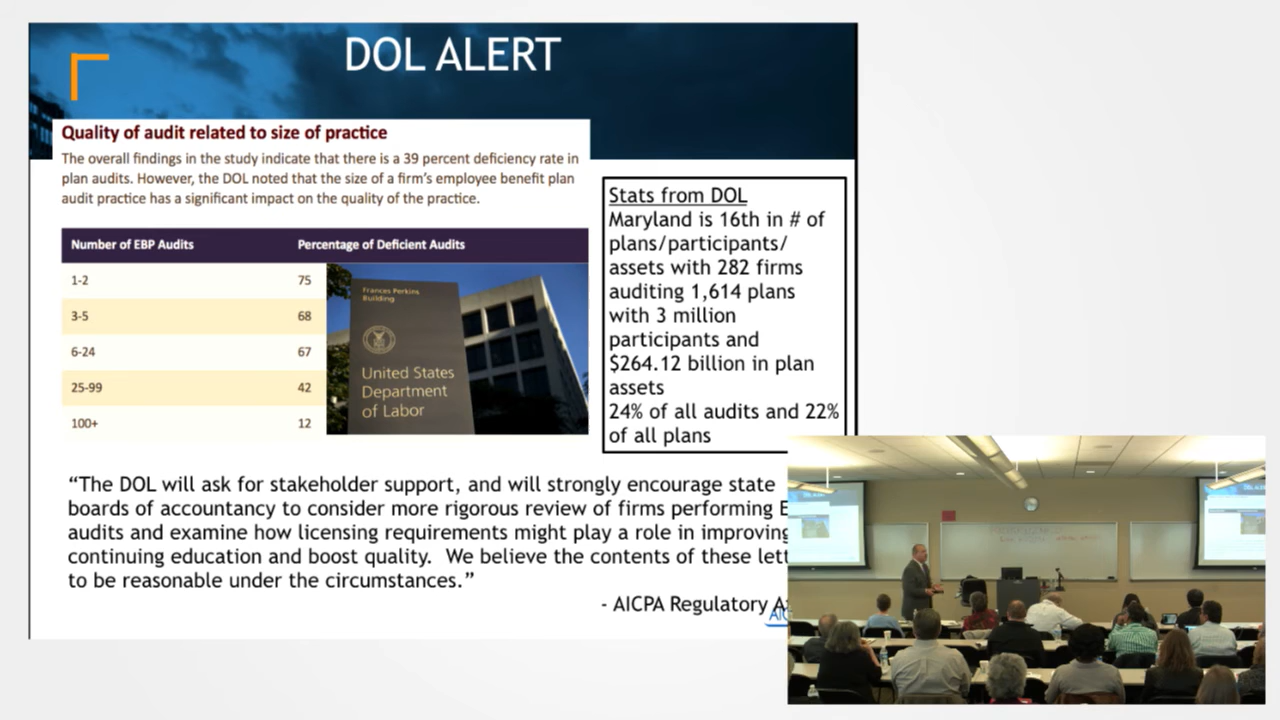 DOL ALERT
Quality of audit related to size of practice
The overall findings in the study indicate that there is a 39 percent deficiency rate in
plan audits. However, the DOL noted that the size of a firm's employee benefit plan
audit practice has a significant impact on the quality of the practice.
Number of EBP Audits Percentage of Deficient Audits
1-2 75
3-5 68
6-24 67
25-99 42
100+ 12
Frances Perkins
Building
United States
Department
of Labor
Stats from DOL
Maryland is 16th in # of
plans/participants/
assets with 282 firms
auditing 1,614 plans
with 3 million
participants and
$264.12 billion in plan
assets
24% of all audits and 22%
of all plans
“The DOL will ask for stakeholder support, and will strongly encourage state
boards of accountancy to consider more rigorous review of firms performing
audits and examine how licensing requirements might play a role in improving
continuing education and boost quality. We believe the contents of these
to be reasonable under the circumstances.”
- AICPA Regulatory